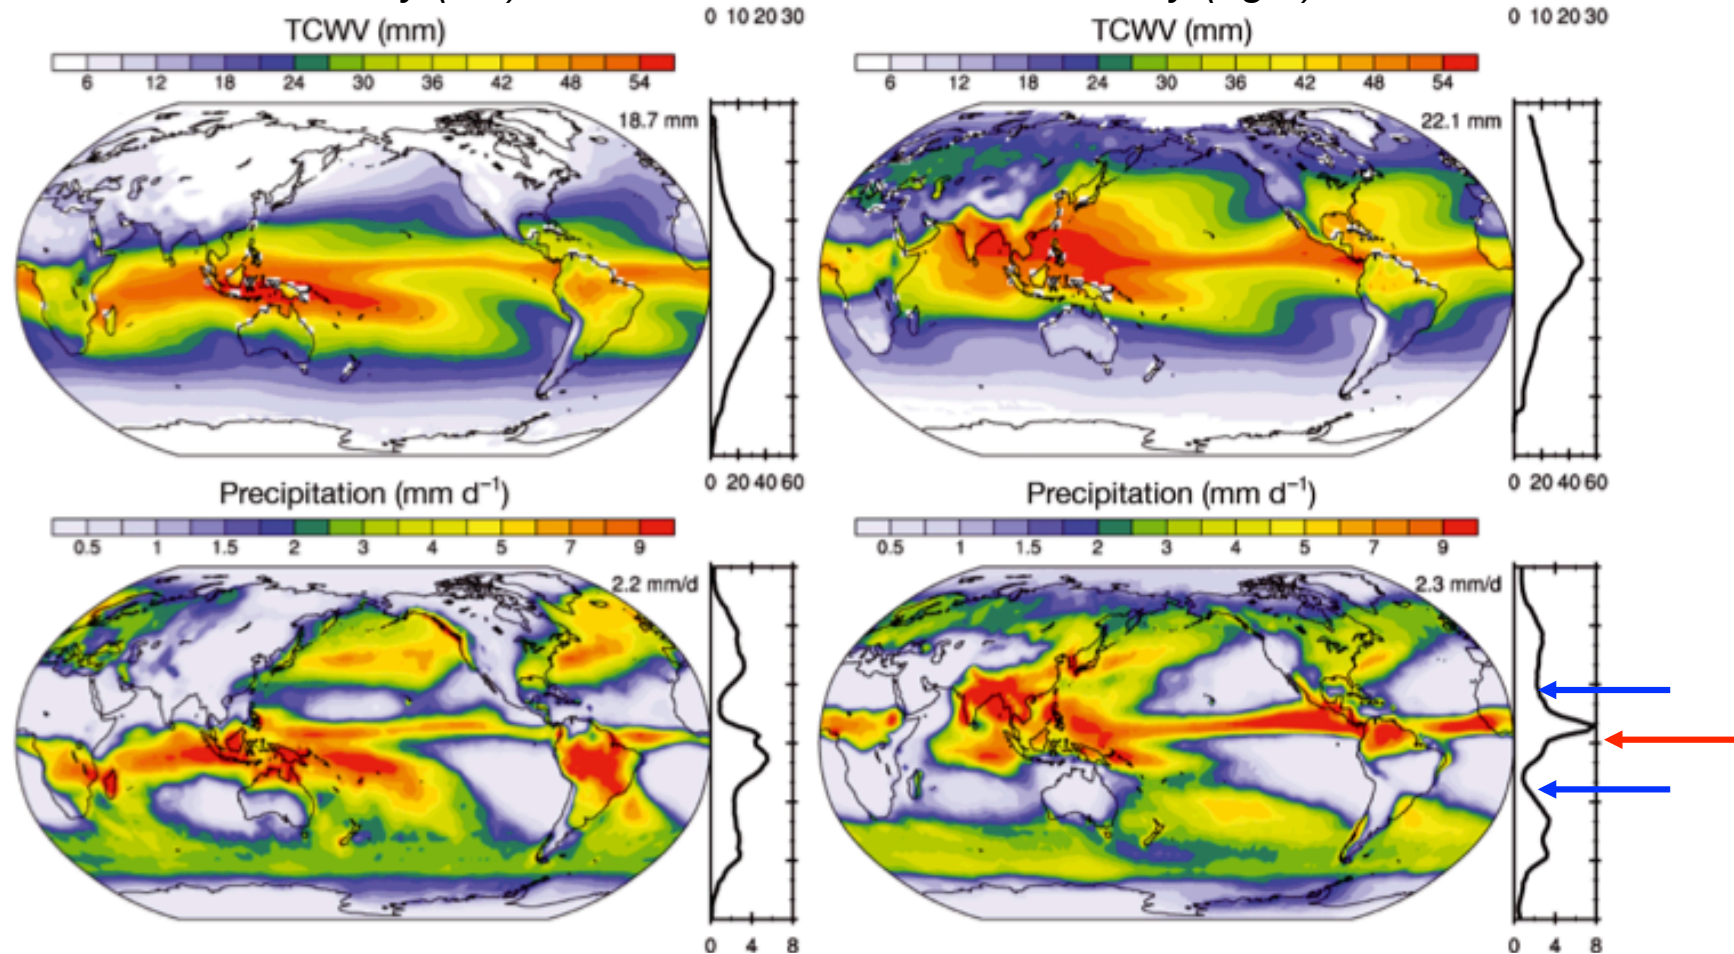 0 10 20 30
0 10 20 30
TCWV (mm)
TCWV (mm)
6 12 18 24 30 36 42 48 54
6 12 18 24 30 36 42 48 54
18.7 mm
22.1 mm
0 20 40 60
0 20 40 60
Precipitation (mm d⁻¹)
Precipitation (mm d⁻¹)
0.5 1 1.5 2 3 4 5 7 9
0.5 1 1.5 2 3 4 5 7 9
2.2 mm/d
2.3 mm/d
0 4 8
0 4 8